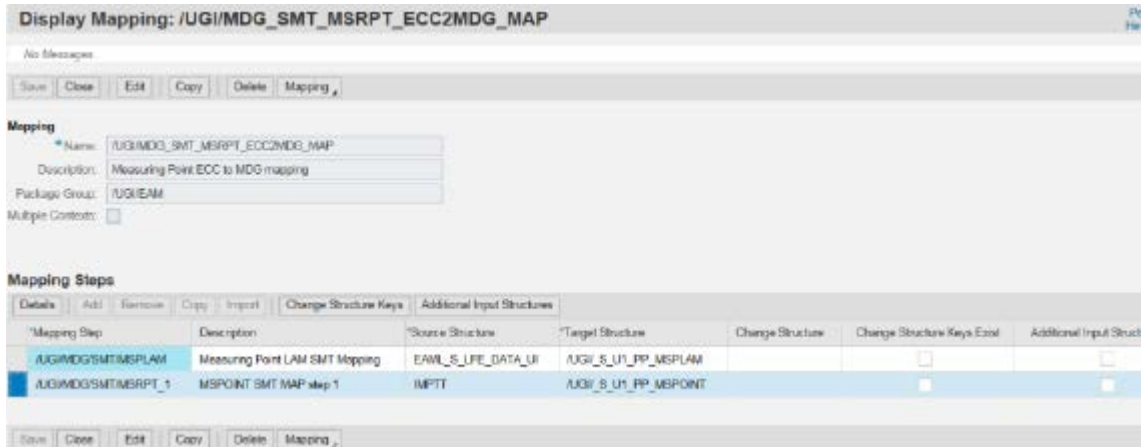 Display Mapping: /UGI/MDG_SMT_MSRPT_ECC2MDG_MAP
No Messages
Save Close Edit Copy Delete Mapping
Mapping
*Name: /UGI/MDG_SMT_MSRPT_ECC2MDG_MAP
Description: Measuring Point ECC to MDG mapping
Package Group: /UGI/EAM
Multiple Contexts:
Mapping Steps
Details Add Remove Copy Import Change Structure Keys Additional Input Structures
*Mapping Step Description *Source Structure *Target Structure Change Structure Change Structure Keys Exist Additional Input Struct
/UGI/MDG/SMT/MSPLAM Measuring Point LAM SMT Mapping EAML_S_LFE_DATA_UI /UGI/_S_U1_PP_MSPLAM
/UGI/MDG/SMT/MSRPT_1 MSPOINT SMT MAP step 1 IMPTT /UGI/_S_U1_PP_MSPOINT
Save Close Edit Copy Delete Mapping